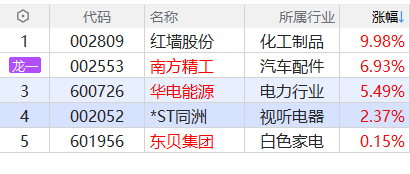 代码 名称 所属行业 涨幅↓
1 002809 红墙股份 化工制品 9.98%
龙一 002553 南方精工 汽车配件 6.93%
3 600726 华电能源 电力行业 5.49%
4 002052 *ST同洲 视听电器 2.37%
5 601956 东贝集团 白色家电 0.15%